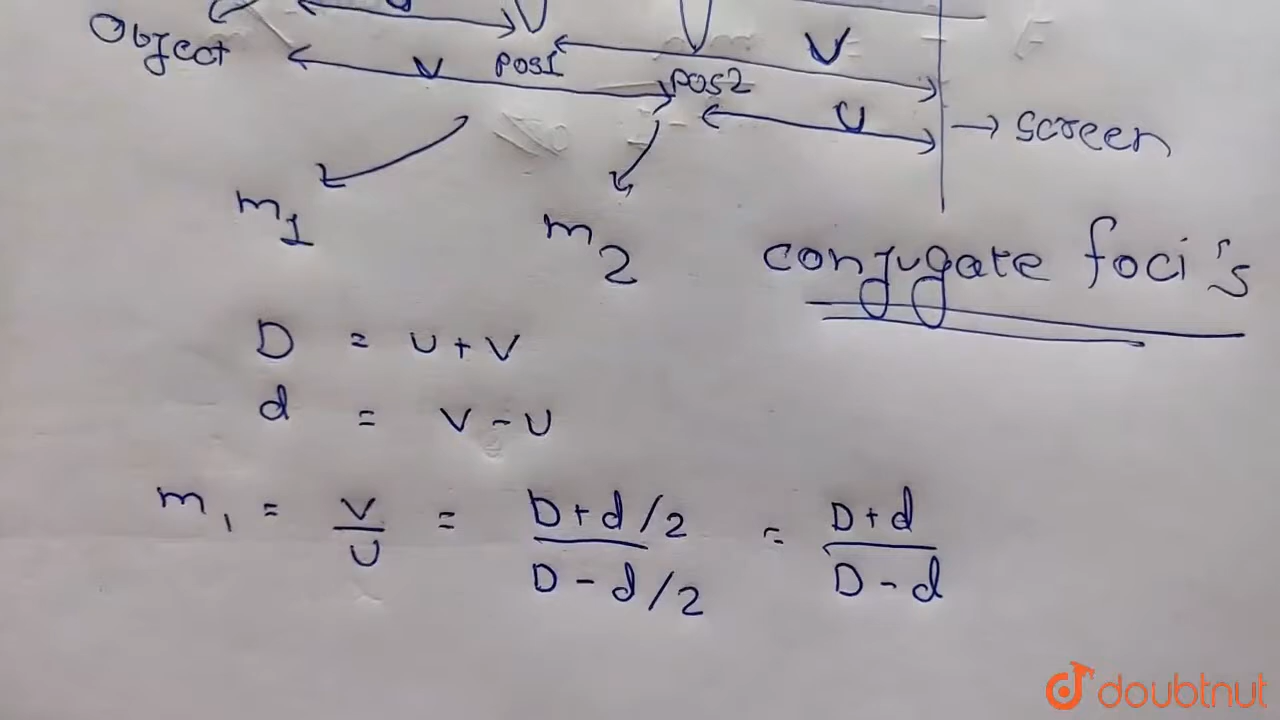 Object
V pos1 V
pos2
U → screen
m1 m2
conjugate foci's
D = U + V
d = V - U
m1 = V/U = D+d/2 / D-d/2 = D+d / D-d
doubtnut